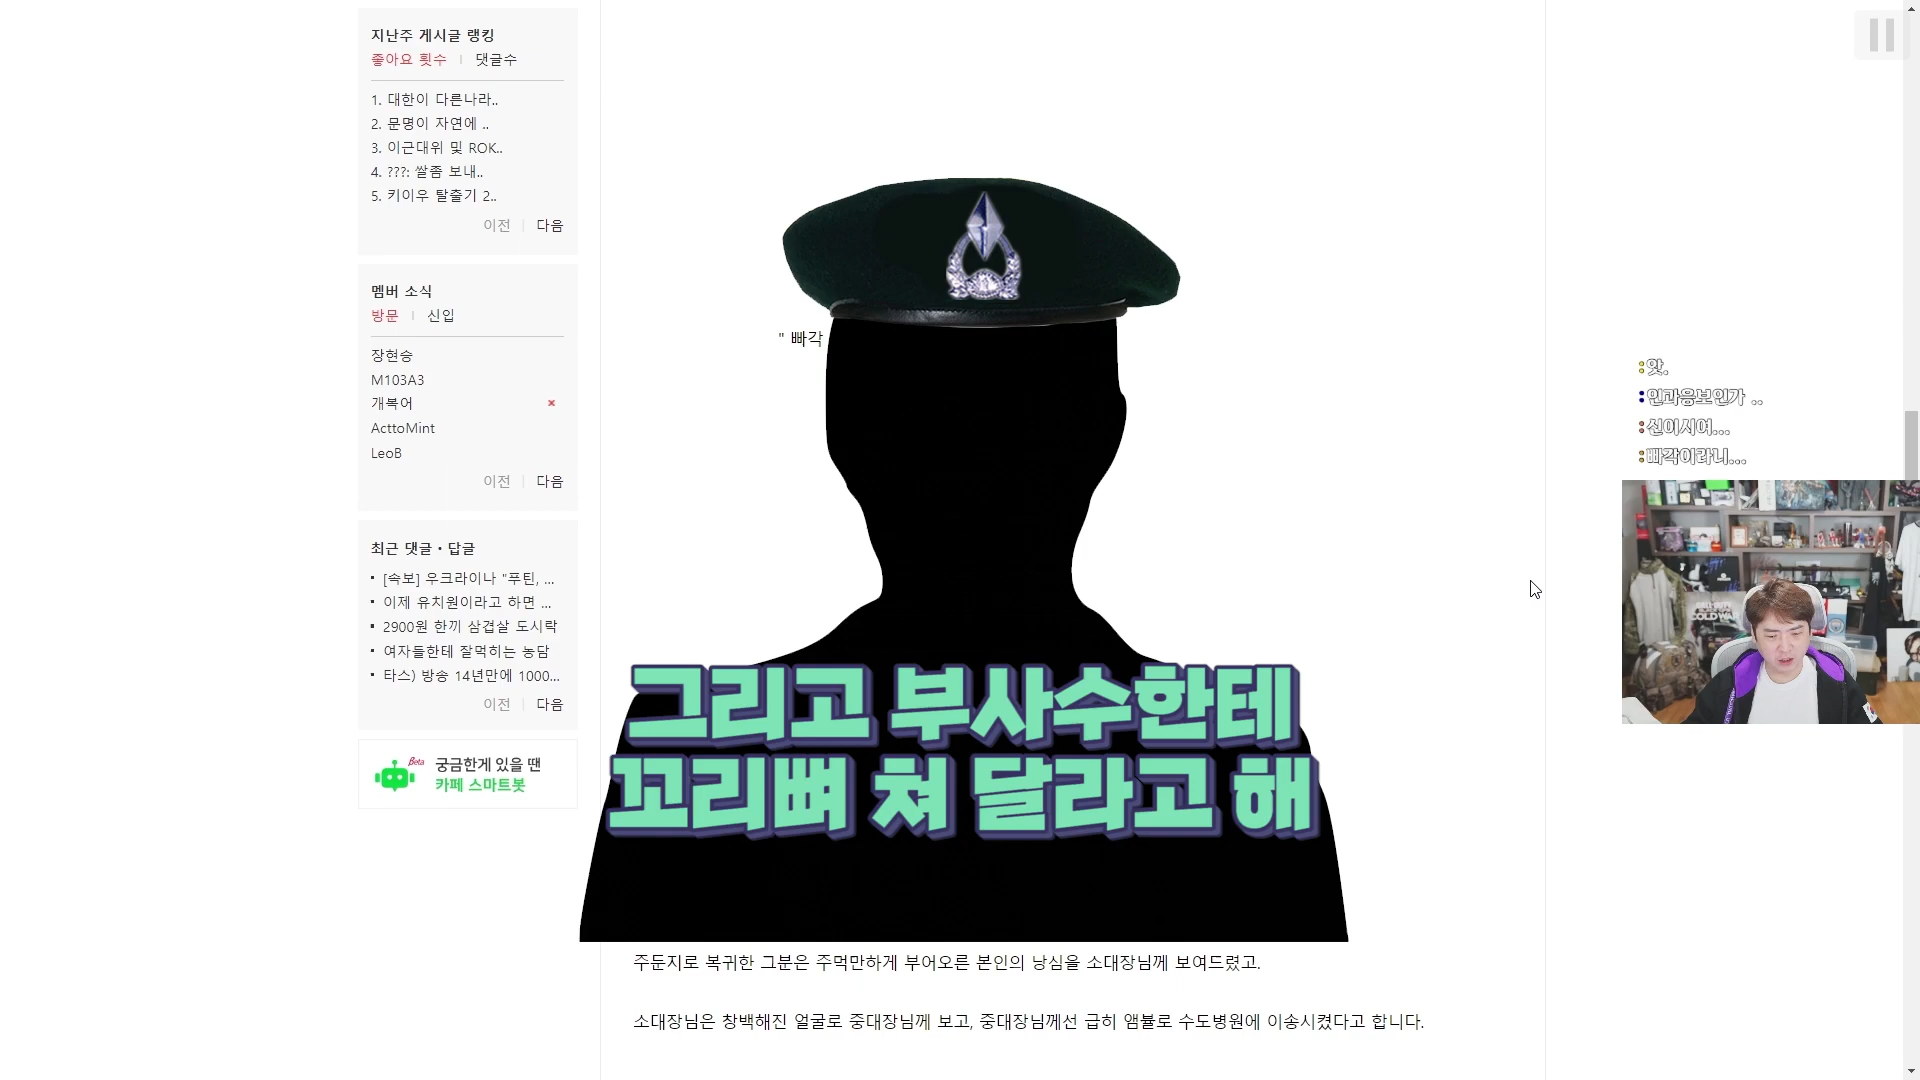 지난주 게시글 랭킹
좋아요 횟수 | 댓글수
1. 대한이 다른나라..
2. 문명이 자연에 ..
3. 이근대위 및 ROK..
4. ???: 쌀좀 보내..
5. 키이우 탈출기 2..
이전 | 다음
멤버 소식
방문 | 신입
장현승
M103A3
개복어
ActtoMint
LeoB
이전 | 다음
최근 댓글・답글
[속보] 우크라이나 "푸틴, ...
이제 유치원이라고 하면 ...
2900원 한끼 삼겹살 도시락
여자들한테 잘먹히는 농담
타스) 방송 14년만에 1000...
이전 | 다음
Beta
궁금한게 있을 땐
카페 스마트봇
" 빠각
그리고 부사수한테
꼬리뼈 쳐 달라고 해
주둔지로 복귀한 그분은 주먹만하게 부어오른 본인의 낭심을 소대장님께 보여드렸고.
소대장님은 창백해진 얼굴로 중대장님께 보고, 중대장님께선 급히 앰뷸로 수도병원에 이송시켰다고 합니다.
:앗.
:인과응보인가 ..
:신이시여...
:빠각이라니...
COLD WAR